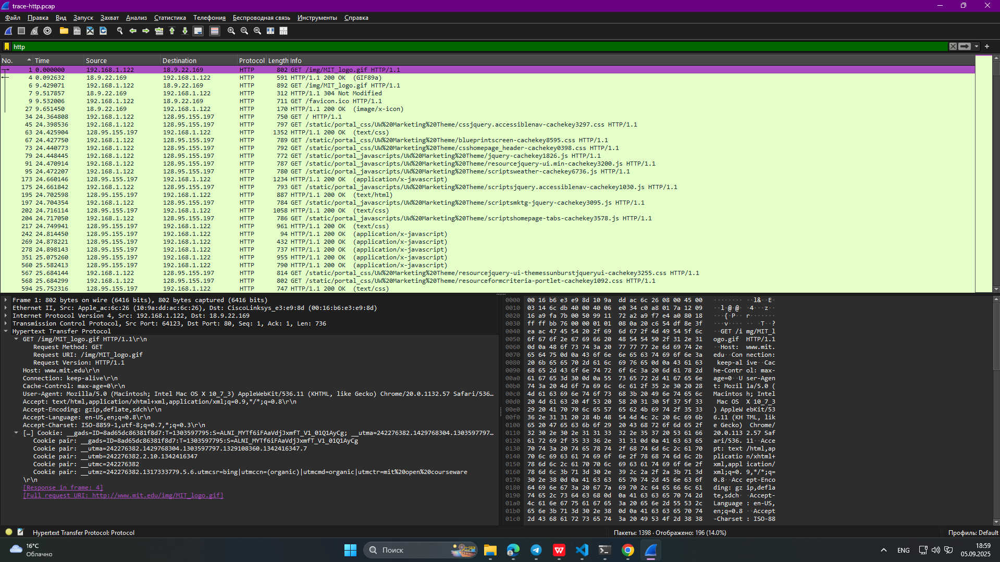 trace-http.pcap
Файл Правка Вид Запуск Захват Анализ Статистика Телефония Беспроводная связь Инструменты Справка
http
No. Time Source Destination Protocol Length Info
1 0.000000 192.168.1.122 18.9.22.169 HTTP 802 GET /img/MIT_logo.gif HTTP/1.1
4 0.092632 18.9.22.169 192.168.1.122 HTTP 591 HTTP/1.1 200 OK (GIF89a)
6 9.429071 192.168.1.122 18.9.22.169 HTTP 892 GET /img/MIT_logo.gif HTTP/1.1
7 9.517857 18.9.22.169 192.168.1.122 HTTP 312 HTTP/1.1 304 Not Modified
9 9.532006 192.168.1.122 18.9.22.169 HTTP 711 GET /favicon.ico HTTP/1.1
27 9.651450 18.9.22.169 192.168.1.122 HTTP 170 HTTP/1.1 200 OK (image/x-icon)
34 24.364808 192.168.1.122 128.95.155.197 HTTP 750 GET / HTTP/1.1
45 24.398536 192.168.1.122 128.95.155.197 HTTP 797 GET /static/portal_css/UW%20Marketing%20Theme/cssjquery.accessiblenav-cachekey3297.css HTTP/1.1
63 24.425904 128.95.155.197 192.168.1.122 HTTP 1352 HTTP/1.1 200 OK (text/css)
67 24.427750 192.168.1.122 128.95.155.197 HTTP 789 GET /static/portal_css/UW%20Marketing%20Theme/blueprintscreen-cachekey8595.css HTTP/1.1
73 24.440773 192.168.1.122 128.95.155.197 HTTP 792 GET /static/portal_css/UW%20Marketing%20Theme/csshomepage_header-cachekey0398.css HTTP/1.1
79 24.448445 192.168.1.122 128.95.155.197 HTTP 772 GET /static/portal_javascripts/UW%20Marketing%20Theme/jquery-cachekey1826.js HTTP/1.1
91 24.470914 192.168.1.122 128.95.155.197 HTTP 787 GET /static/portal_javascripts/UW%20Marketing%20Theme/resourcejquery-ui.min-cachekey3200.js HTTP/1.1
95 24.472207 192.168.1.122 128.95.155.197 HTTP 780 GET /static/portal_javascripts/UW%20Marketing%20Theme/scriptsweather-cachekey6736.js HTTP/1.1
173 24.660146 128.95.155.197 192.168.1.122 HTTP 1234 HTTP/1.1 200 OK (application/x-javascript)
175 24.661842 192.168.1.122 128.95.155.197 HTTP 793 GET /static/portal_javascripts/UW%20Marketing%20Theme/scriptsjquery.accessiblenav-cachekey1030.js HTTP/1.1
195 24.702598 128.95.155.197 192.168.1.122 HTTP 887 HTTP/1.1 200 OK (text/html)
197 24.704354 192.168.1.122 128.95.155.197 HTTP 784 GET /static/portal_javascripts/UW%20Marketing%20Theme/scriptsmktg-jquery-cachekey3095.js HTTP/1.1
202 24.716114 128.95.155.197 192.168.1.122 HTTP 1058 HTTP/1.1 200 OK (text/css)
204 24.717050 192.168.1.122 128.95.155.197 HTTP 786 GET /static/portal_javascripts/UW%20Marketing%20Theme/scriptshomepage-tabs-cachekey3578.js HTTP/1.1
217 24.749941 128.95.155.197 192.168.1.122 HTTP 961 HTTP/1.1 200 OK (text/css)
242 24.814450 128.95.155.197 192.168.1.122 HTTP 94 HTTP/1.1 200 OK (application/x-javascript)
269 24.878221 128.95.155.197 192.168.1.122 HTTP 432 HTTP/1.1 200 OK (application/x-javascript)
278 24.898143 128.95.155.197 192.168.1.122 HTTP 737 HTTP/1.1 200 OK (application/x-javascript)
351 25.075260 128.95.155.197 192.168.1.122 HTTP 955 HTTP/1.1 200 OK (application/x-javascript)
560 25.582413 128.95.155.197 192.168.1.122 HTTP 790 HTTP/1.1 200 OK (application/x-javascript)
567 25.684144 192.168.1.122 128.95.155.197 HTTP 814 GET /static/portal_css/UW%20Marketing%20Theme/resourcejquery-ui-themessunburstjqueryui-cachekey3255.css HTTP/1.1
568 25.684299 192.168.1.122 128.95.155.197 HTTP 802 GET /static/portal_css/UW%20Marketing%20Theme/resourceformcriteria-portlet-cachekey1092.css HTTP/1.1
594 25.752316 128.95.155.197 192.168.1.122 HTTP 747 HTTP/1.1 200 OK (text/css)
Frame 1: 802 bytes on wire (6416 bits), 802 bytes captured (6416 bits)
Ethernet II, Src: Apple_ac:6c:26 (10:9a:dd:ac:6c:26), Dst: CiscoLinksys_e3:e9:8d (00:16:b6:e3:e9:8d)
Internet Protocol Version 4, Src: 192.168.1.122, Dst: 18.9.22.169
Transmission Control Protocol, Src Port: 64123, Dst Port: 80, Seq: 1, Ack: 1, Len: 736
Hypertext Transfer Protocol
GET /img/MIT_logo.gif HTTP/1.1\r\n
Request Method: GET
Request URI: /img/MIT_logo.gif
Request Version: HTTP/1.1
Host: www.mit.edu\r\n
Connection: keep-alive\r\n
Cache-Control: max-age=0\r\n
User-Agent: Mozilla/5.0 (Macintosh; Intel Mac OS X 10_7_3) AppleWebKit/536.11 (KHTML, like Gecko) Chrome/20.0.1132.57 Safari/536…
Accept: text/html,application/xhtml+xml,application/xml;q=0.9,*/*;q=0.8\r\n
Accept-Encoding: gzip,deflate,sdch\r\n
Accept-Language: en-US,en;q=0.8\r\n
Accept-Charset: ISO-8859-1,utf-8;q=0.7,*;q=0.3\r\n
[…] Cookie: __gads=ID=8ad65dc86381f8d7:T=1303597795:S=ALNI_MYTf6iFAaVdjJxmfT_V1_01Q1AyCg; __utma=242276382.1429768304.1303597797…
Cookie pair: __gads=ID=8ad65dc86381f8d7:T=1303597795:S=ALNI_MYTf6iFAaVdjJxmfT_V1_01Q1AyCg
Cookie pair: __utma=242276382.1429768304.1303597797.1329108360.1342416347.7
Cookie pair: __utmb=242276382.2.10.1342416347
Cookie pair: __utmc=242276382
Cookie pair: __utmz=242276382.1317333779.5.6.utmcsr=bing|utmccn=(organic)|utmcmd=organic|utmctr=mit%20open%20courseware
\r\n
[Response in frame: 4]
[Full request URI: http://www.mit.edu/img/MIT_logo.gif]
0000 00 16 b6 e3 e9 8d 10 9a dd ac 6c 26 08 00 45 00 ········ ··l&··E·
0010 03 14 6c db 40 00 40 06 e0 34 c0 a8 01 7a 12 09 ··l·@·@· ·4···z··
0020 16 a9 fa 7b 00 50 99 11 72 a2 a9 f7 e4 a0 80 18 ···{·P·· r·······
0030 ff ff bb 76 00 00 01 01 08 0a 20 c6 54 df 8e 3f ···v···· ·· ·T··?
0040 ea ac 47 45 54 20 2f 69 6d 67 2f 4d 49 54 5f 6c ··GET /i mg/MIT_l
0050 6f 67 6f 2e 67 69 66 20 48 54 54 50 2f 31 2e 31 ogo.gif HTTP/1.1
0060 0d 0a 48 6f 73 74 3a 20 77 77 77 2e 6d 69 74 2e ··Host: www.mit.
0070 65 64 75 0d 0a 43 6f 6e 6e 65 63 74 69 6f 6e 3a edu··Con nection:
0080 20 6b 65 65 70 2d 61 6c 69 76 65 0d 0a 43 61 63 keep-al ive··Cac
0090 68 65 2d 43 6f 6e 74 72 6f 6c 3a 20 6d 61 78 2d he-Contr ol: max-
00a0 61 67 65 3d 30 0d 0a 55 73 65 72 2d 41 67 65 6e age=0··U ser-Agen
00b0 74 3a 20 4d 6f 7a 69 6c 6c 61 2f 35 2e 30 20 28 t: Mozil la/5.0 (
00c0 4d 61 63 69 6e 74 6f 73 68 3b 20 49 6e 74 65 6c Macintos h; Intel
00d0 20 4d 61 63 20 4f 53 20 58 20 31 30 5f 37 5f 33 Mac OS X 10_7_3
00e0 29 20 41 70 70 6c 65 57 65 62 4b 69 74 2f 35 33 ) AppleW ebKit/53
00f0 36 2e 31 31 20 28 4b 48 54 4d 4c 2c 20 6c 69 6b 6.11 (KH TML, lik
0100 65 20 47 65 63 6b 6f 29 20 43 68 72 6f 6d 65 2f e Gecko) Chrome/
0110 32 30 2e 30 2e 31 31 33 32 2e 35 37 20 53 61 66 20.0.113 2.57 Saf
0120 61 72 69 2f 35 33 36 2e 31 31 0d 0a 41 63 63 65 ari/536. 11··Acce
0130 70 74 3a 20 74 65 78 74 2f 68 74 6d 6c 2c 61 70 pt: text /html,ap
0140 70 6c 69 63 61 74 69 6f 6e 2f 78 68 74 6d 6c 2b plicatio n/xhtml+
0150 78 6d 6c 2c 61 70 70 6c 69 63 61 74 69 6f 6e 2f xml,appl ication/
0160 78 6d 6c 3b 71 3d 30 2e 39 2c 2a 2f 2a 3b 71 3d xml;q=0. 9,*/*;q=
0170 30 2e 38 0d 0a 41 63 63 65 70 74 2d 45 6e 63 6f 0.8··Acc ept-Enco
0180 64 69 6e 67 3a 20 67 7a 69 70 2c 64 65 66 6c 61 ding: gz ip,defla
0190 74 65 2c 73 64 63 68 0d 0a 41 63 63 65 70 74 2d te,sdch· ·Accept-
01a0 4c 61 6e 67 75 61 67 65 3a 20 65 6e 2d 55 53 2c Language : en-US,
01b0 65 6e 3b 71 3d 30 2e 38 0d 0a 41 63 63 65 70 74 en;q=0.8 ··Accept
01c0 2d 43 68 61 72 73 65 74 3a 20 49 53 4f 2d 38 38 -Charset : ISO-88
Hypertext Transfer Protocol: Protocol
Пакеты: 1398 · Отображено: 196 (14.0%)
Профиль: Default
16°C
Облачно
Поиск
ENG
18:59
05.09.2025